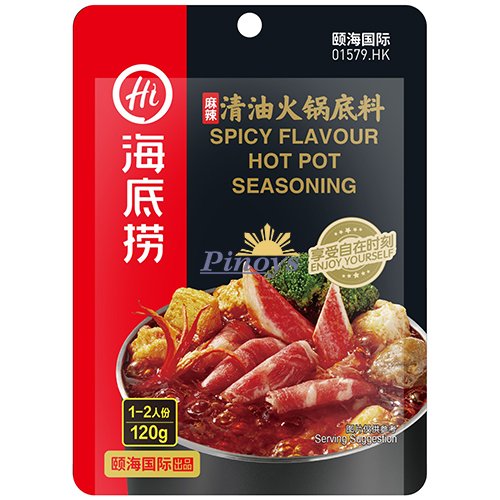 Hi
海底捞
颐海国际
01579.HK
麻辣
清油火锅底料
SPICY FLAVOUR
HOT POT
SEASONING
享受自在时刻
ENJOY YOURSELF
Pinoys
1-2人份
120g
图片仅供参考
Serving Suggestion
颐海国际出品